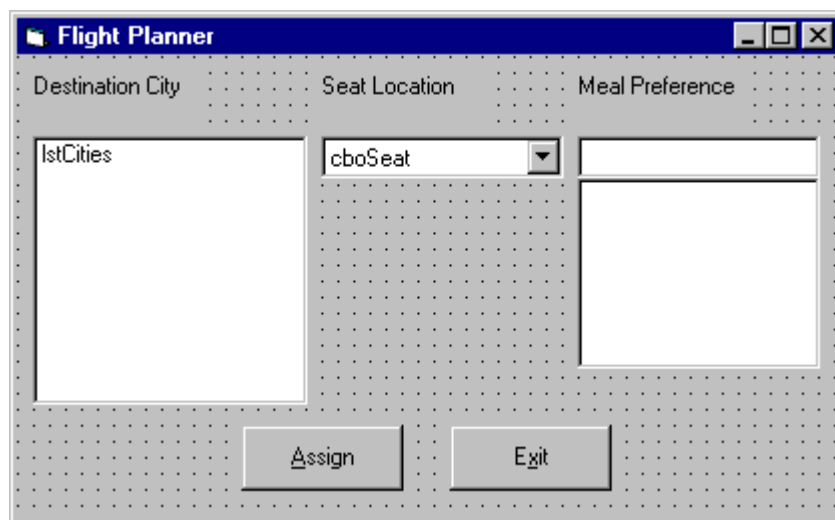 Flight Planner
Destination City
Seat Location
Meal Preference
lstCities
cboSeat
Assign
Exit